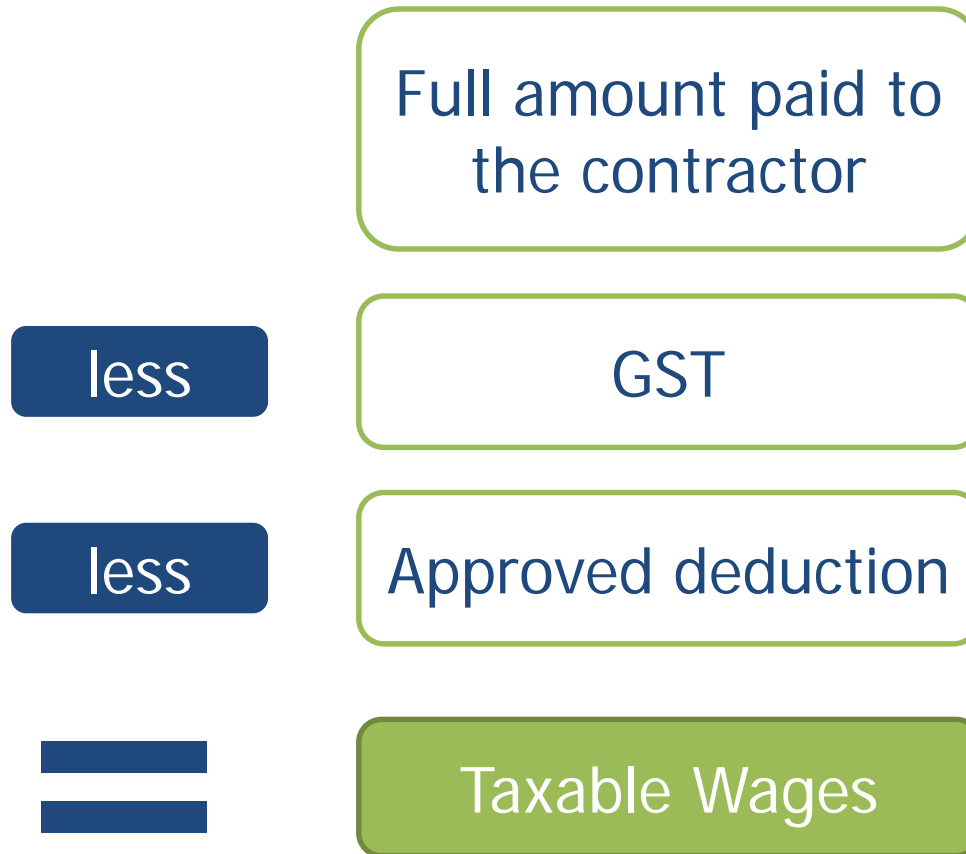 Full amount paid to
the contractor
less
GST
less
Approved deduction
=
Taxable Wages